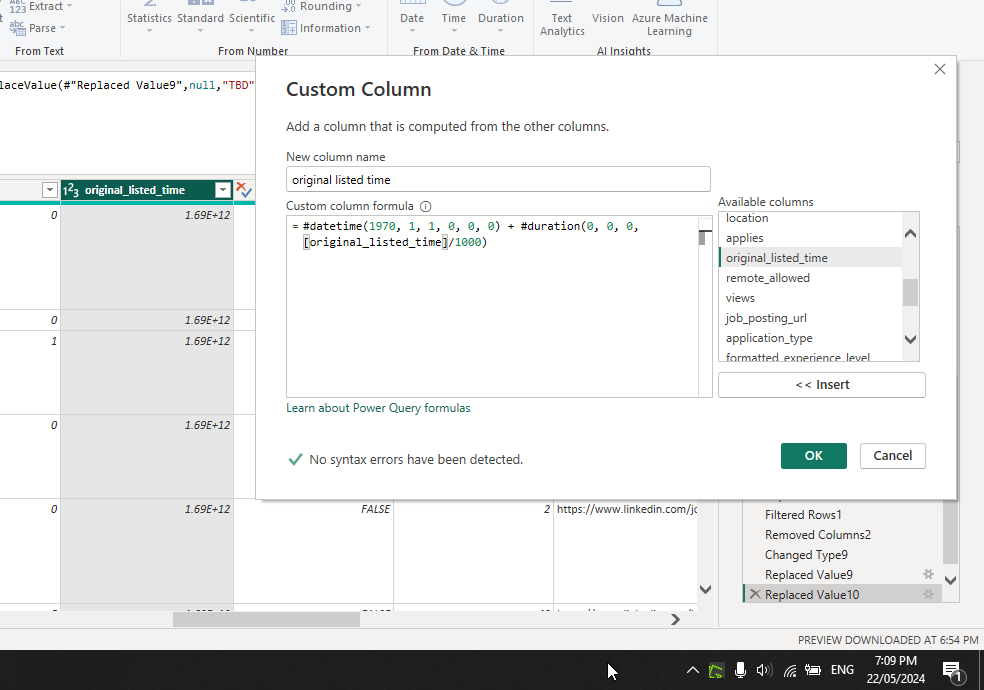 ABC
123
Extract
abc
Parse
From Text
Statistics
Standard
Scientific
.00
Rounding
Information
From Number
Date
Time
Duration
From Date & Time
Text
Analytics
Vision
Azure Machine
Learning
AI Insights
laceValue(#"Replaced Value9",null,"TBD"
1²3 original_listed_time
0
1.69E+12
0
1.69E+12
1
1.69E+12
0
1.69E+12
0
1.69E+12
FALSE
2
https://www.linkedin.com/jo
Custom Column
Add a column that is computed from the other columns.
New column name
original listed time
Custom column formula
= #datetime(1970, 1, 1, 0, 0, 0) + #duration(0, 0, 0,
[original_listed_time]/1000)
Learn about Power Query formulas
No syntax errors have been detected.
Available columns
location
applies
original_listed_time
remote_allowed
views
job_posting_url
application_type
formatted_experience_level
<< Insert
OK
Cancel
Filtered Rows1
Removed Columns2
Changed Type9
Replaced Value9
Replaced Value10
PREVIEW DOWNLOADED AT 6:54 PM
ENG
7:09 PM
22/05/2024
1